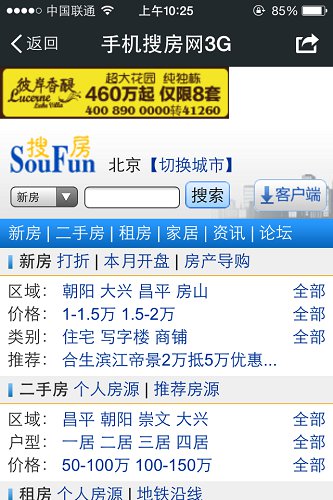 中国联通 上午10:25 85%
返回 手机搜房网3G
彼岸香醍 超大花园 纯独栋
Lucerne Lake Villa 460万起 仅限8套
400 890 0000转41260
搜房
SouFun 北京【切换城市】
新房 搜索 客户端
新房 | 二手房 | 租房 | 家居 | 资讯 | 论坛
新房 打折 | 本月开盘 | 房产导购
区域: 朝阳 大兴 昌平 房山 全部
价格: 1-1.5万 1.5-2万 全部
类别: 住宅 写字楼 商铺 全部
推荐: 合生滨江帝景2万抵5万优惠...
二手房 个人房源 | 推荐房源
区域: 昌平 朝阳 崇文 大兴 全部
户型: 一居 二居 三居 四居 全部
价格: 50-100万 100-150万 全部
租房 个人房源 | 地铁沿线